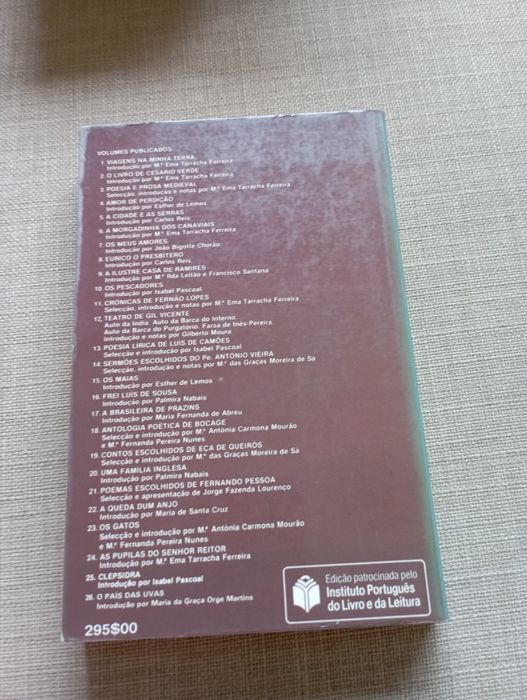 VOLUMES PUBLICADOS
1. VIAGENS NA MINHA TERRA
Introdução por M.ª Ema Tarracha Ferreira
2. O LIVRO DE CESÁRIO VERDE
Introdução por M.ª Ema Tarracha Ferreira
3. POESIA E PROSA MEDIEVAL
Selecção, introdução e notas por M.ª Ema Tarracha Ferreira
4. AMOR DE PERDIÇÃO
Introdução por Esther de Lemos
5. A CIDADE E AS SERRAS
Introdução por Carlos Reis
6. A MORGADINHA DOS CANAVIAIS
Introdução por M.ª Ema Tarracha Ferreira
7. OS MEUS AMORES
Introdução por João Bigotte Chorão
8. EURICO O PRESBÍTERO
Introdução por Carlos Reis
9. A ILUSTRE CASA DE RAMIRES
Introdução por M.ª Ilda Leitão e Francisco Santana
10. OS PESCADORES
Introdução por Isabel Pascoal
11. CRÓNICAS DE FERNÃO LOPES
Selecção, introdução e notas por M.ª Ema Tarracha Ferreira
12. TEATRO DE GIL VICENTE
Auto da Índia. Auto da Barca do Inferno.
Auto da Barca do Purgatório. Farsa de Inês-Pereira.
Introdução e notas por Gilberto Moura
13. POESIA LÍRICA DE LUÍS DE CAMÕES
Selecção e introdução por Isabel Pascoal
14. SERMÕES ESCOLHIDOS DO Pe. ANTÓNIO VIEIRA
Selecção, introdução e notas por M.ª das Graças Moreira de Sá
15. OS MAIAS
Introdução por Esther de Lemos
16. FREI LUÍS DE SOUSA
Introdução por Palmira Nabais
17. A BRASILEIRA DE PRAZINS
Introdução por Maria Fernanda de Abreu
18. ANTOLOGIA POÉTICA DE BOCAGE
Selecção e introdução por M.ª Antónia Carmona Mourão
e M.ª Fernanda Pereira Nunes
19. CONTOS ESCOLHIDOS DE EÇA DE QUEIRÓS
Selecção e introdução por M.ª das Graças Moreira de Sá
20. UMA FAMÍLIA INGLESA
Introdução por Palmira Nabais
21. POEMAS ESCOLHIDOS DE FERNANDO PESSOA
Selecção e apresentação de Jorge Fazenda Lourenço
22. A QUEDA DUM ANJO
Introdução por Maria de Santa Cruz
23. OS GATOS
Selecção e introdução por M.ª Antónia Carmona Mourão
e M.ª Fernanda Pereira Nunes
24. AS PUPILAS DO SENHOR REITOR
Introdução por M.ª Ema Tarracha Ferreira
25. CLEPSIDRA
Introdução por Isabel Pascoal
26. O PAÍS DAS UVAS
Introdução por Maria da Graça Orge Martins
295$00
Edição patrocinada pelo
Instituto Português
do Livro e da Leitura